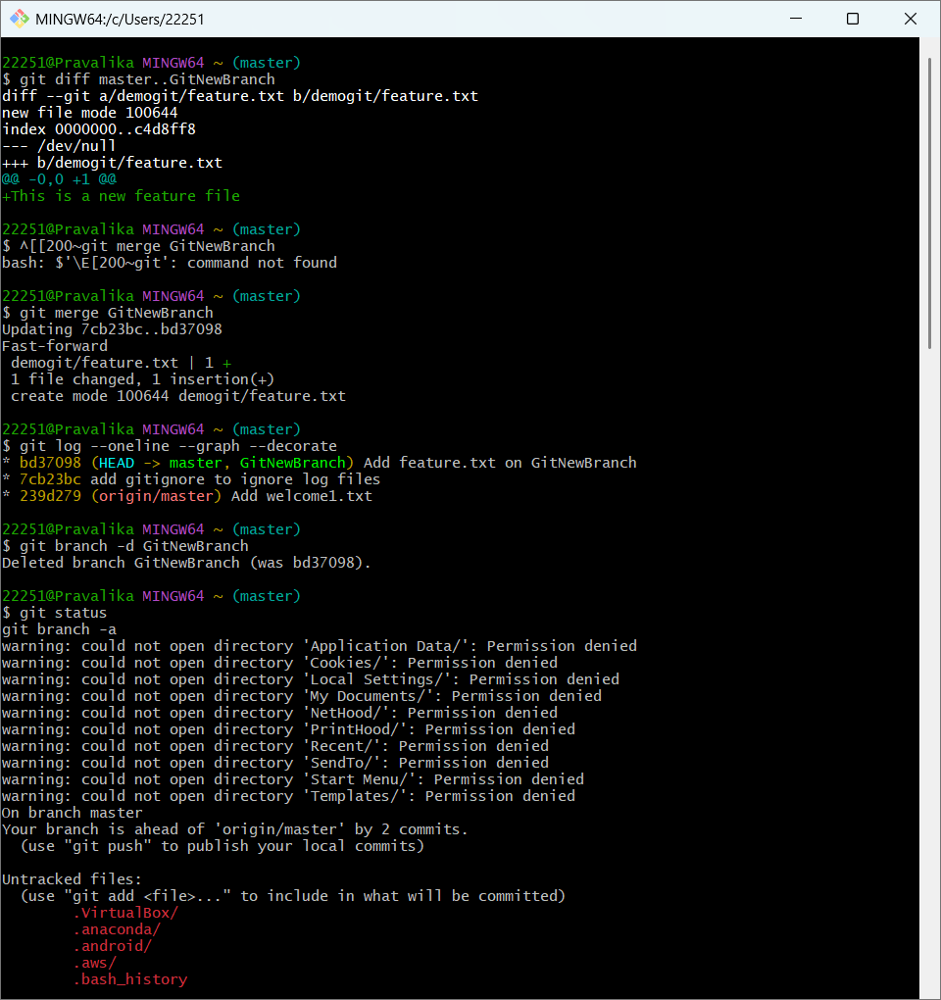 MINGW64:/c/Users/22251
22251@Pravalika MINGW64 ~ (master)
$ git diff master..GitNewBranch
diff --git a/demogit/feature.txt b/demogit/feature.txt
new file mode 100644
index 0000000..c4d8ff8
--- /dev/null
+++ b/demogit/feature.txt
@@ -0,0 +1 @@
+This is a new feature file
22251@Pravalika MINGW64 ~ (master)
$ ^[[200~git merge GitNewBranch
bash: $'\E[200~git': command not found
22251@Pravalika MINGW64 ~ (master)
$ git merge GitNewBranch
Updating 7cb23bc..bd37098
Fast-forward
 demogit/feature.txt | 1 +
 1 file changed, 1 insertion(+)
 create mode 100644 demogit/feature.txt
22251@Pravalika MINGW64 ~ (master)
$ git log --oneline --graph --decorate
* bd37098 (HEAD -> master, GitNewBranch) Add feature.txt on GitNewBranch
* 7cb23bc add gitignore to ignore log files
* 239d279 (origin/master) Add welcome1.txt
22251@Pravalika MINGW64 ~ (master)
$ git branch -d GitNewBranch
Deleted branch GitNewBranch (was bd37098).
22251@Pravalika MINGW64 ~ (master)
$ git status
git branch -a
warning: could not open directory 'Application Data/': Permission denied
warning: could not open directory 'Cookies/': Permission denied
warning: could not open directory 'Local Settings/': Permission denied
warning: could not open directory 'My Documents/': Permission denied
warning: could not open directory 'NetHood/': Permission denied
warning: could not open directory 'PrintHood/': Permission denied
warning: could not open directory 'Recent/': Permission denied
warning: could not open directory 'SendTo/': Permission denied
warning: could not open directory 'Start Menu/': Permission denied
warning: could not open directory 'Templates/': Permission denied
On branch master
Your branch is ahead of 'origin/master' by 2 commits.
  (use "git push" to publish your local commits)
Untracked files:
  (use "git add <file>..." to include in what will be committed)
        .VirtualBox/
        .anaconda/
        .android/
        .aws/
        .bash_history